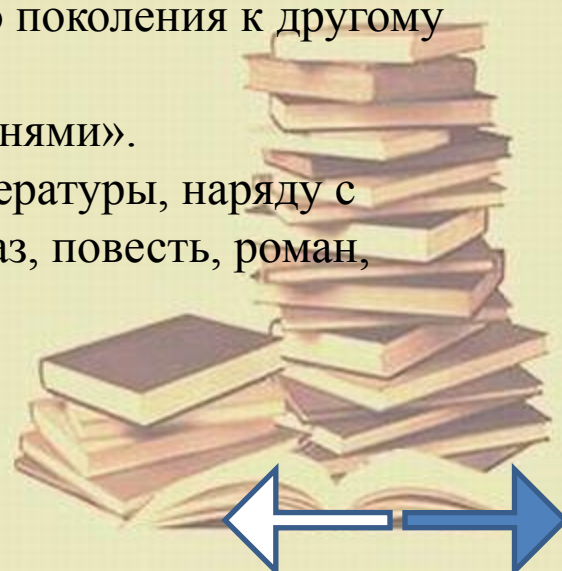 поколения к другому
нями».
ературы, наряду с
аз, повесть, роман,